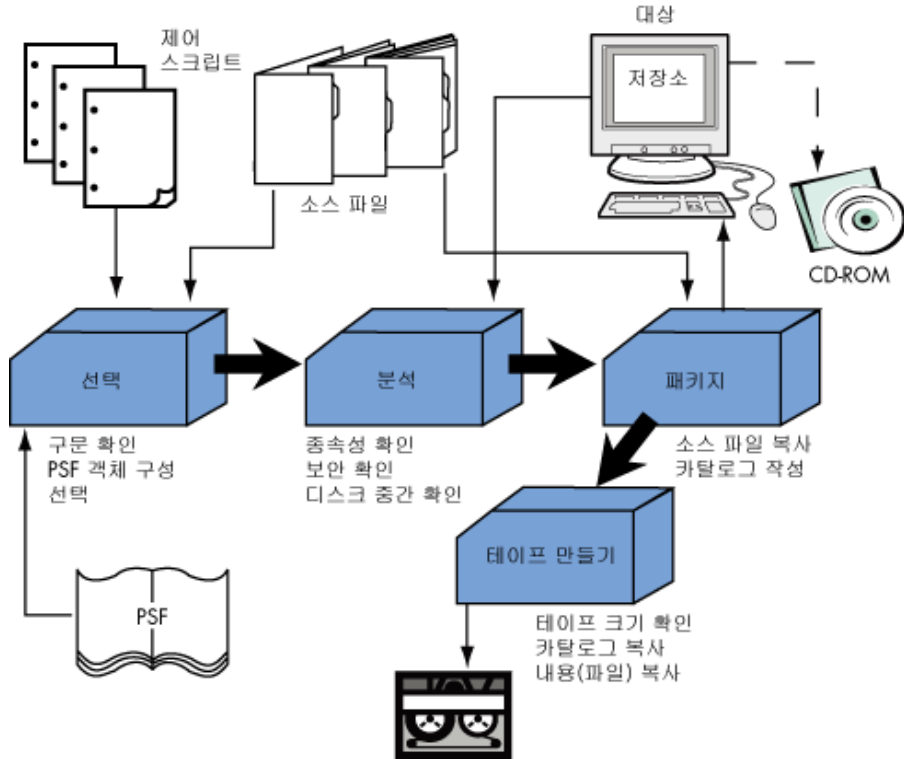 제어
스크립트
대상
저장소
소스 파일
CD-ROM
선택
분석
패키지
구문 확인
PSF 객체 구성
선택
종속성 확인
보안 확인
디스크 중간 확인
소스 파일 복사
카탈로그 작성
테이프 만들기
PSF
테이프 크기 확인
카탈로그 복사
내용(파일) 복사